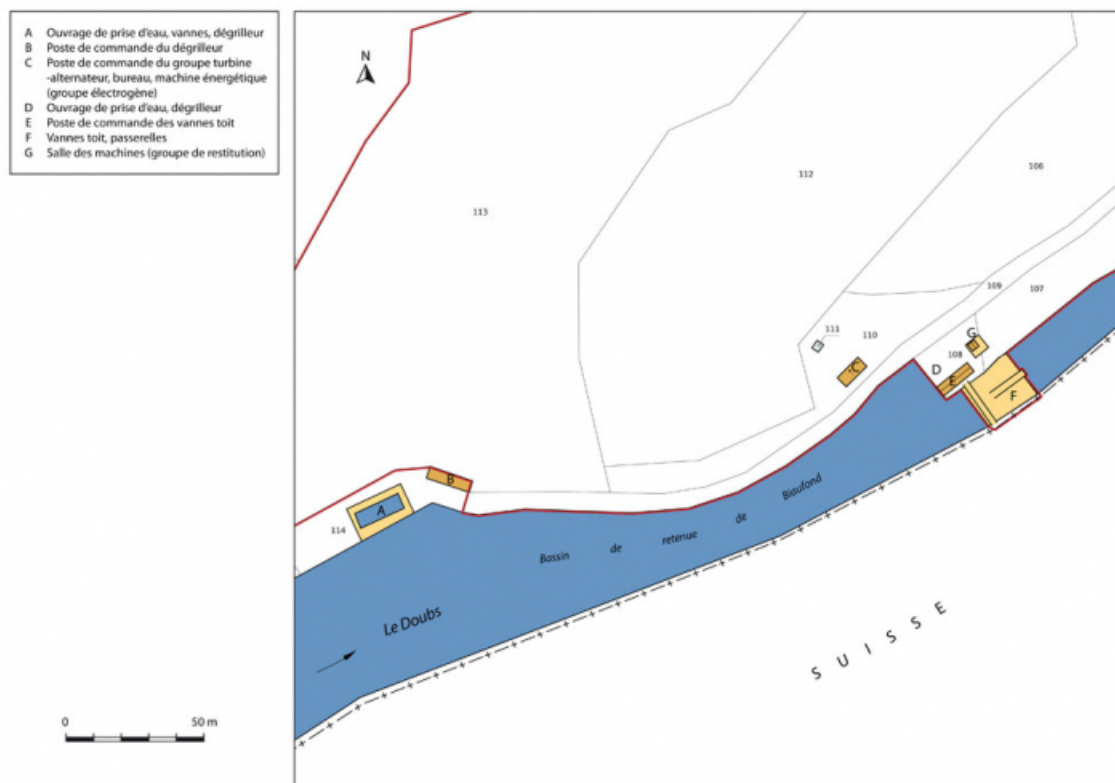 A Ouvrage de prise d'eau, vannes, dégrilleur
B Poste de commande du dégrilleur
C Poste de commande du groupe turbine
-alternateur, bureau, machine énergétique
(groupe électrogène)
D Ouvrage de prise d'eau, dégrilleur
E Poste de commande des vannes toit
F Vannes toit, passerelles
G Salle des machines (groupe de restitution)
N
106
112
113
109
107
111
110
G
108
C
D
E
F
B
A
114
Bassin de retenue de Biaufond
Le Doubs
SUISSE
0 50 m